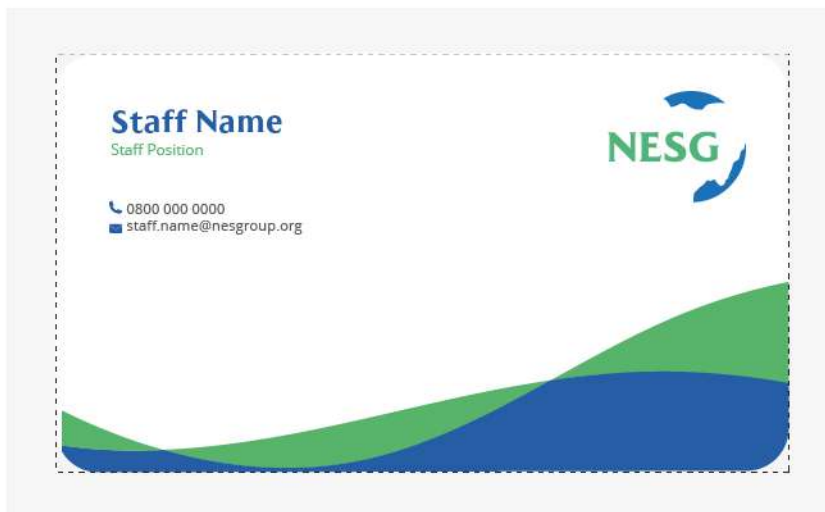 Staff Name
Staff Position
NESG
0800 000 0000
staff.name@nesgroup.org